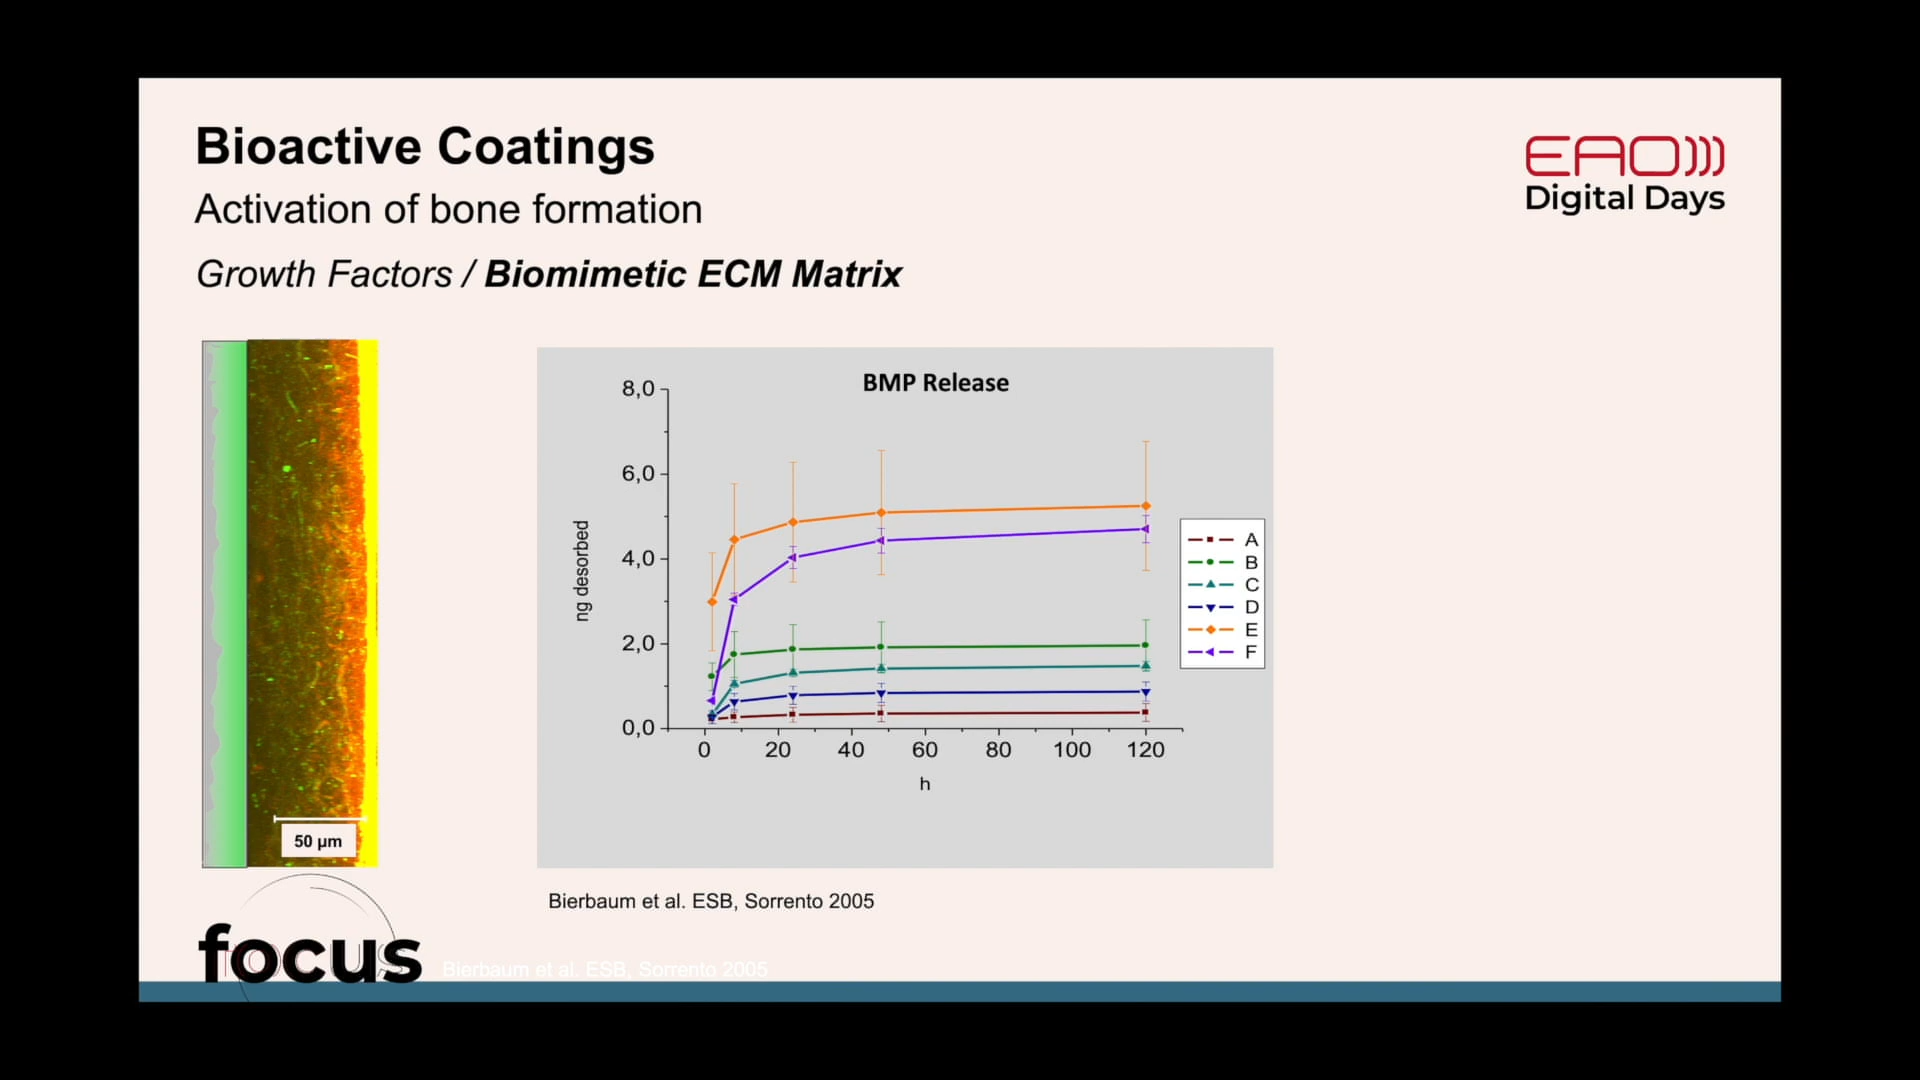 Bioactive Coatings
Activation of bone formation
Growth Factors / Biomimetic ECM Matrix
EAO)))
Digital Days
50 µm
BMP Release
8,0
6,0
4,0
2,0
0,0
ng desorbed
0 20 40 60 80 100 120
h
A
B
C
D
E
F
Bierbaum et al. ESB, Sorrento 2005
focus
Bierbaum et al. ESB, Sorrento 2005